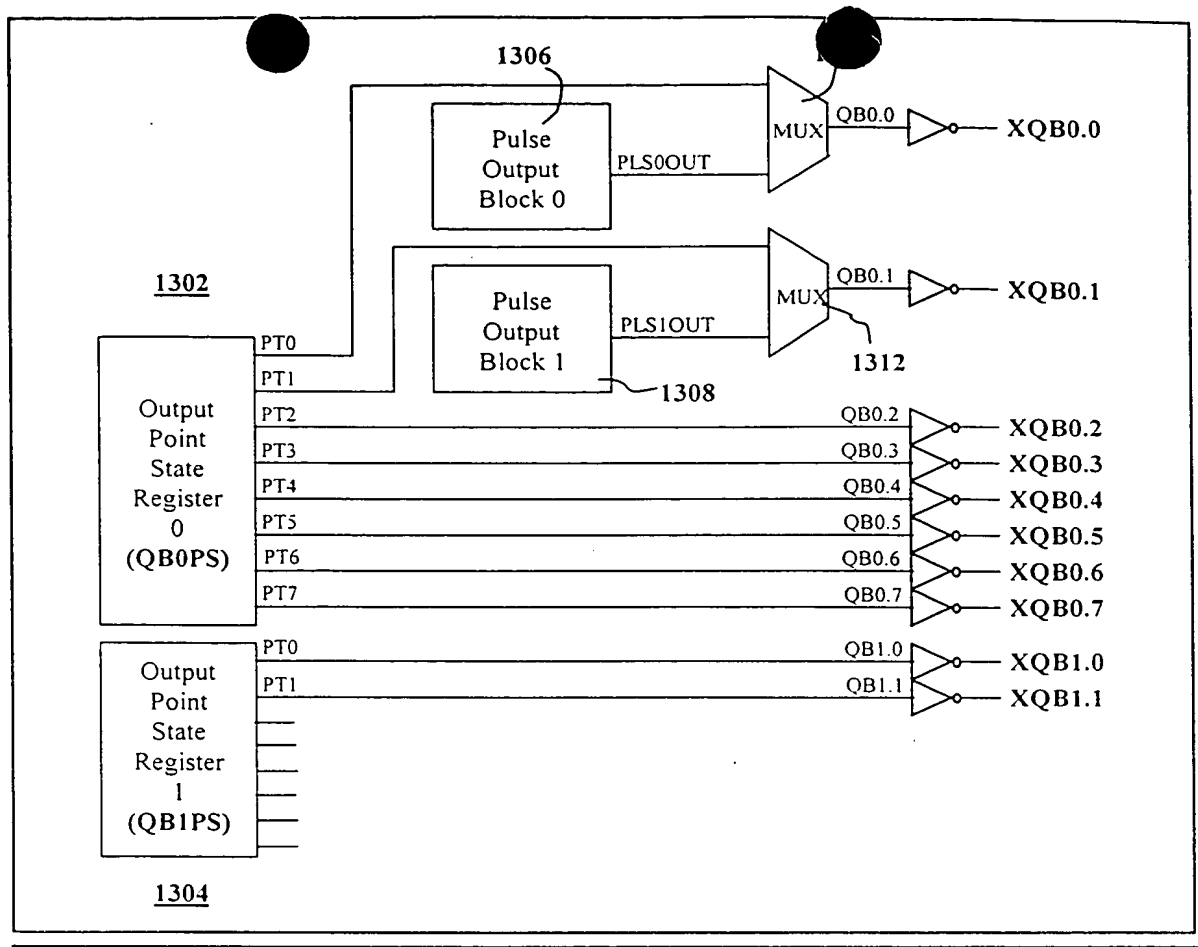 1306
Pulse
Output
Block 0
PLS0OUT
MUX
QB0.0
XQB0.0
1302
Pulse
Output
Block 1
PLS1OUT
MUX
QB0.1
XQB0.1
1312
1308
Output
Point
State
Register
0
(QB0PS)
PT0
PT1
PT2
QB0.2
XQB0.2
PT3
QB0.3
XQB0.3
PT4
QB0.4
XQB0.4
PT5
QB0.5
XQB0.5
PT6
QB0.6
XQB0.6
PT7
QB0.7
XQB0.7
Output
Point
State
Register
1
(QB1PS)
PT0
QB1.0
XQB1.0
PT1
QB1.1
XQB1.1
1304